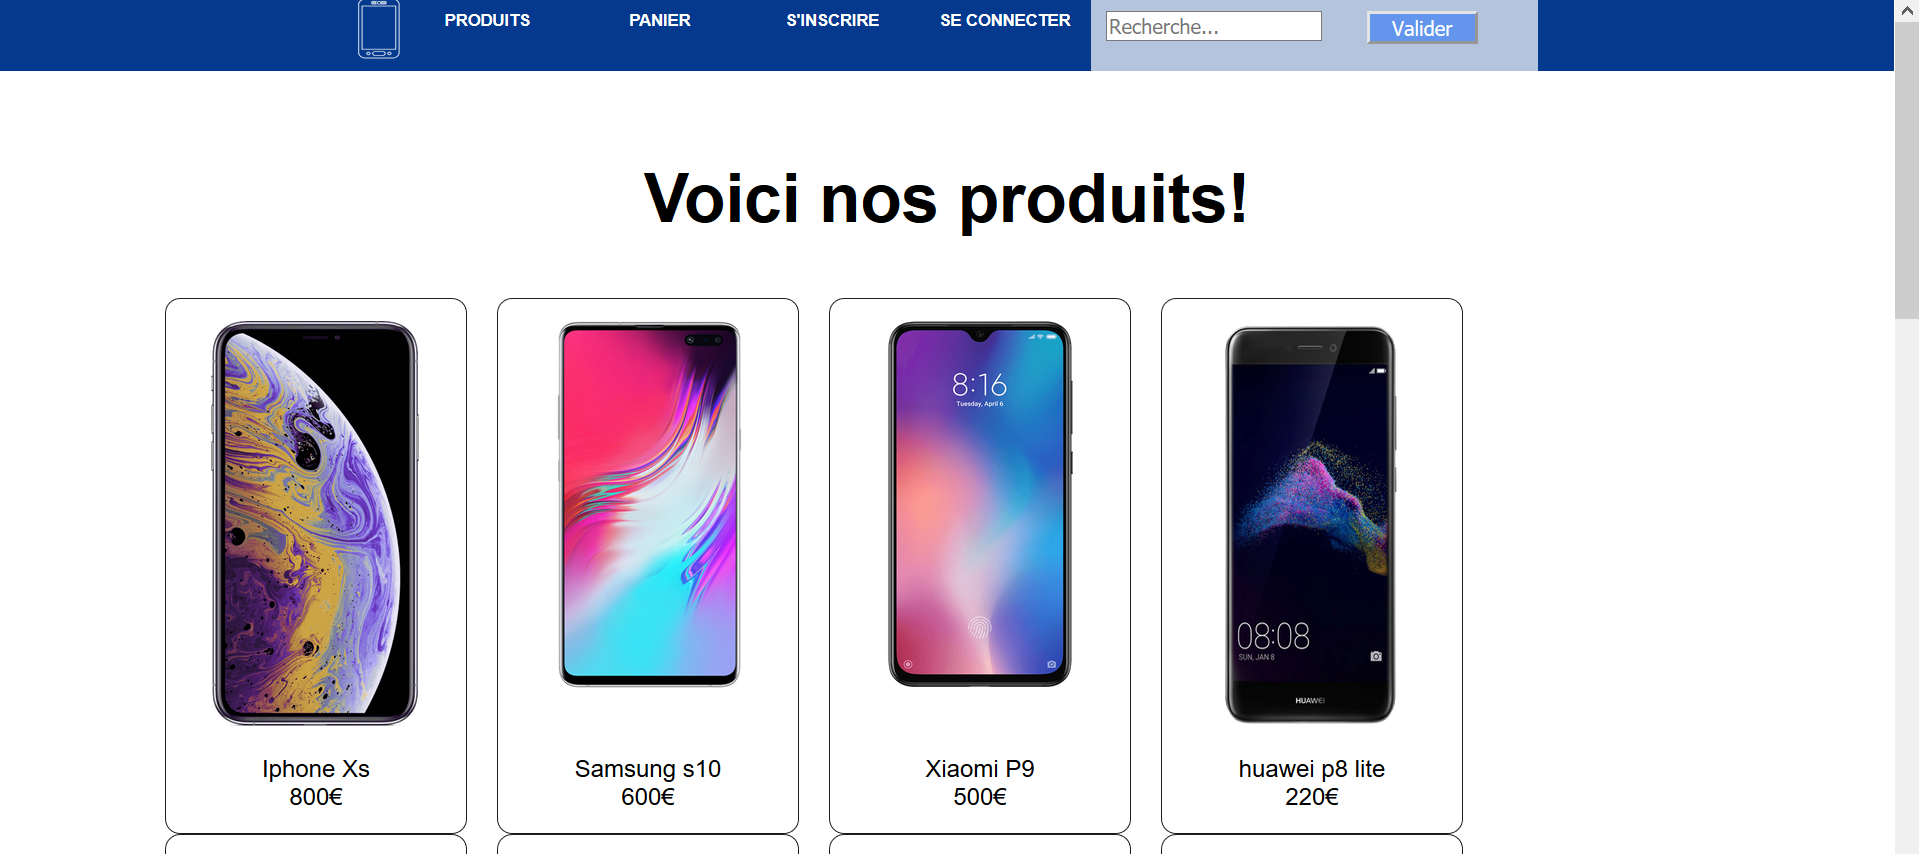 PRODUITS PANIER S'INSCRIRE SE CONNECTER Recherche... Valider
Voici nos produits!
8:16
Tuesday, April 6
08:08
SUN, JAN 8
HUAWEI
Iphone Xs Samsung s10 Xiaomi P9 huawei p8 lite
800€ 600€ 500€ 220€